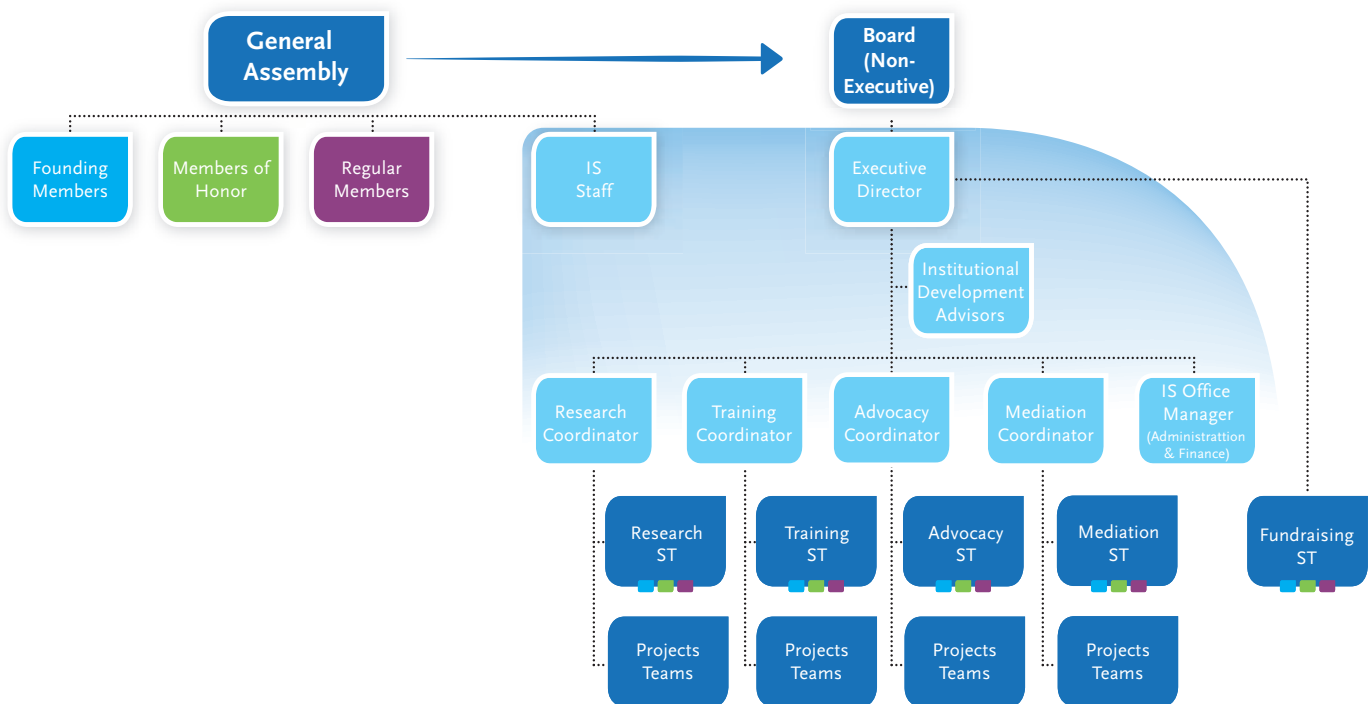 General
Assembly
Board
(Non-
Executive)
Founding
Members
Members of
Honor
Regular
Members
IS
Staff
Executive
Director
Institutional
Development
Advisors
Research
Coordinator
Training
Coordinator
Advocacy
Coordinator
Mediation
Coordinator
IS Office
Manager
(Administrattion
& Finance)
Research
ST
Training
ST
Advocacy
ST
Mediation
ST
Fundraising
ST
Projects
Teams
Projects
Teams
Projects
Teams
Projects
Teams